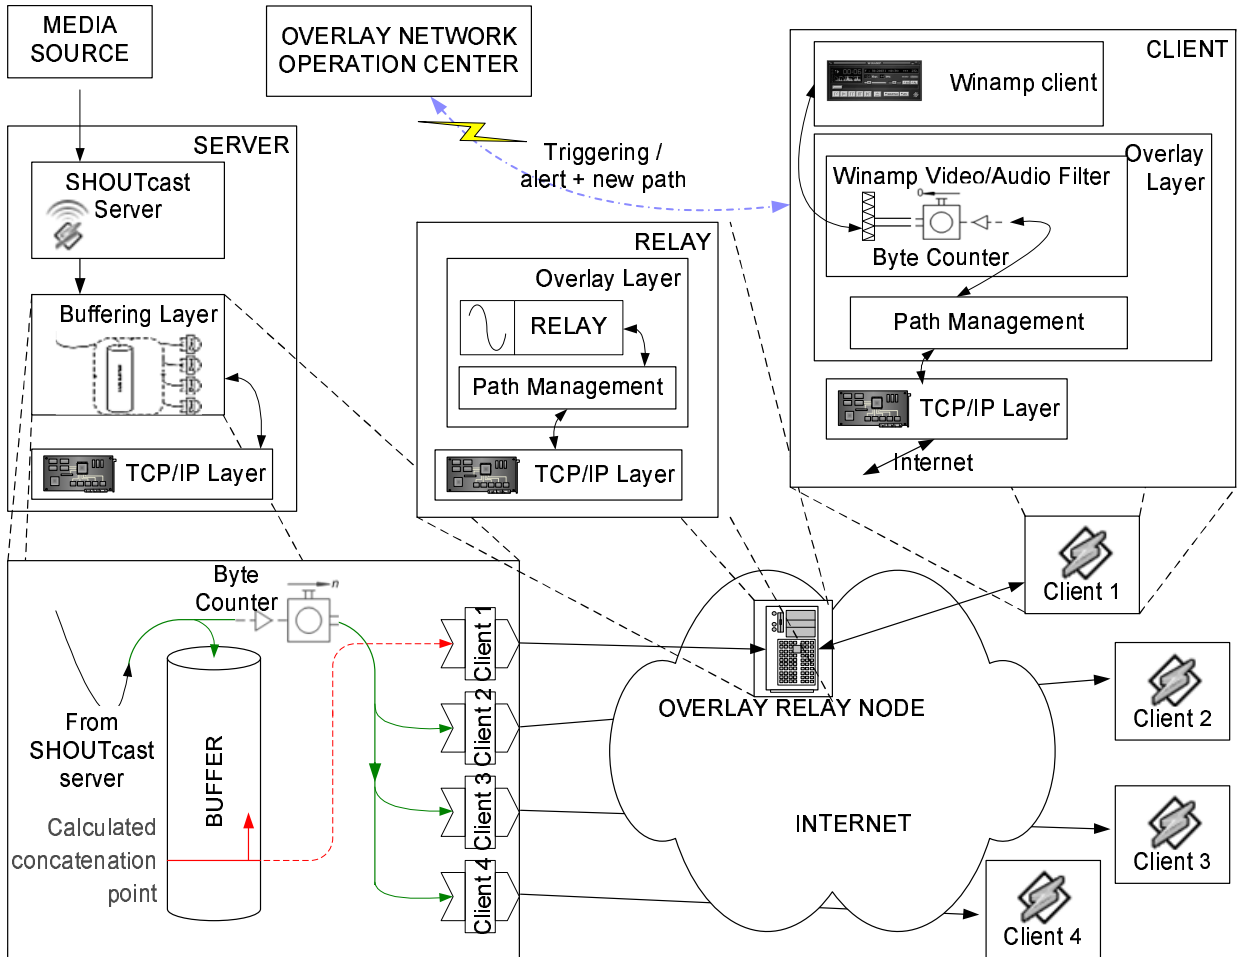 MEDIA
SOURCE
OVERLAY NETWORK
OPERATION CENTER
Triggering /
alert + new path
CLIENT
Winamp client
Overlay
Layer
Winamp Video/Audio Filter
0
Byte Counter
Path Management
TCP/IP Layer
Internet
SERVER
SHOUTcast
Server
Buffering Layer
TCP/IP Layer
RELAY
Overlay Layer
RELAY
Path Management
TCP/IP Layer
Byte
Counter
n
From
SHOUTcast
server
BUFFER
Calculated
concatenation
point
Client 1
Client 2
Client 3
Client 4
OVERLAY RELAY NODE
INTERNET
Client 1
Client 2
Client 3
Client 4